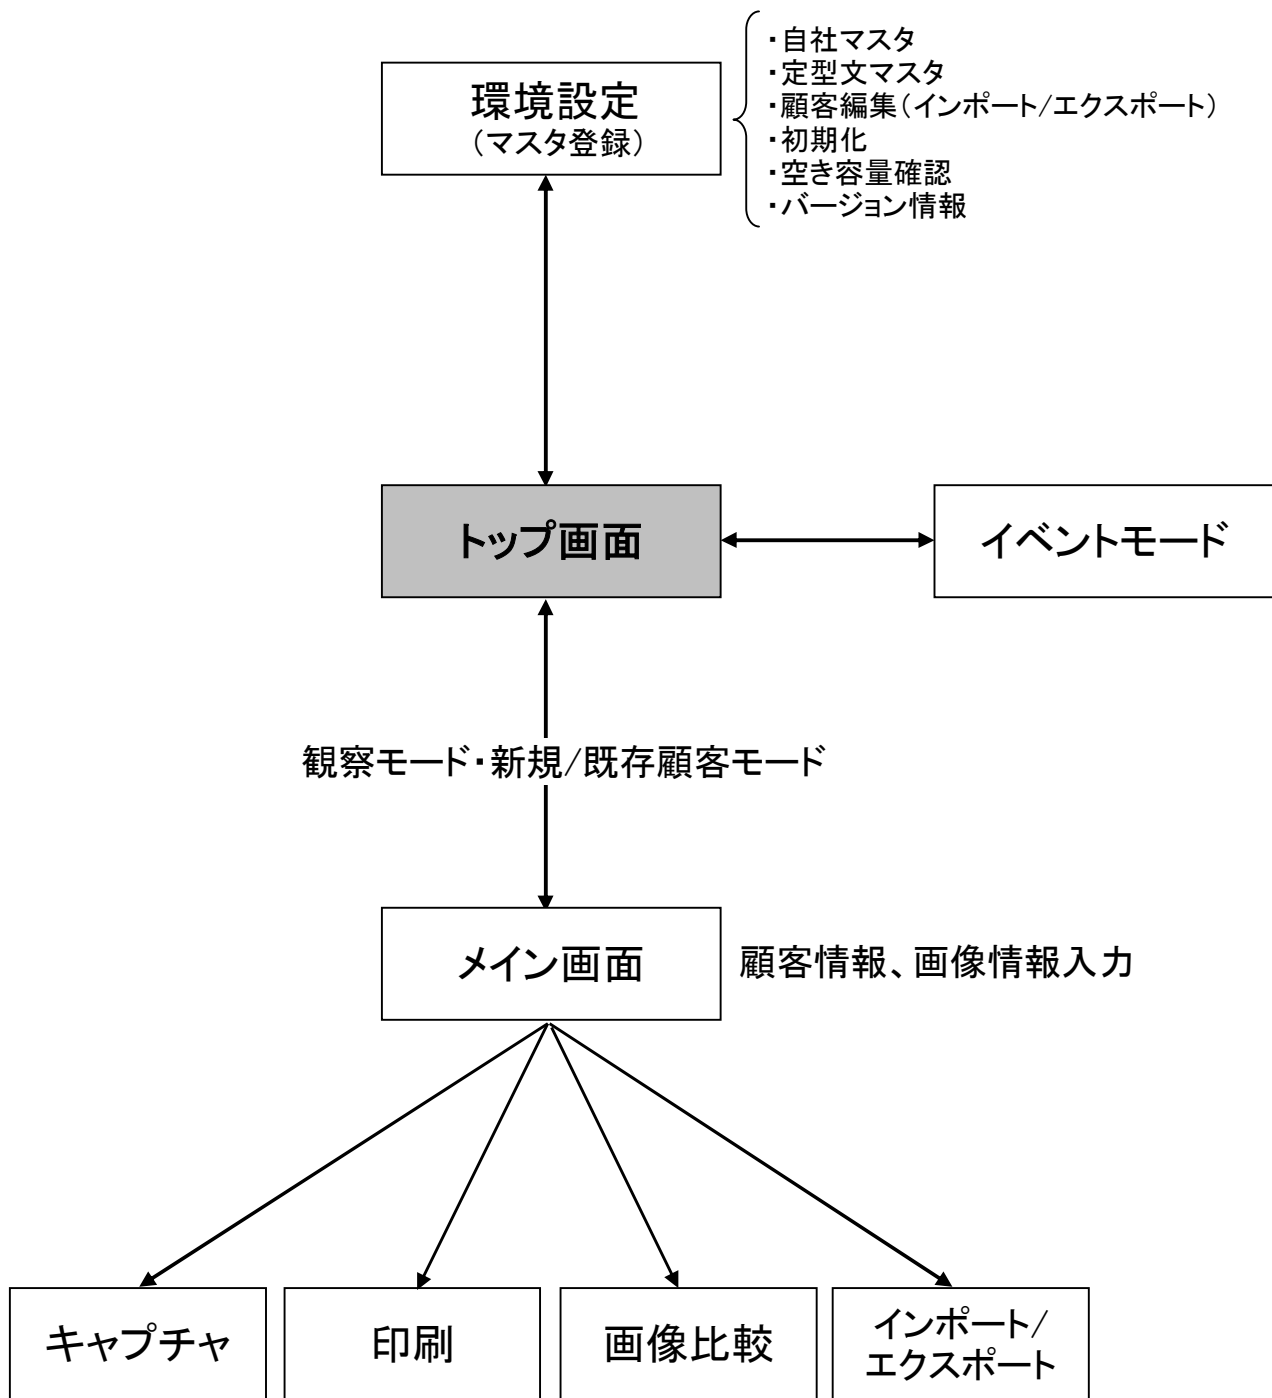 環境設定
（マスタ登録）
・自社マスタ
・定型文マスタ
・顧客編集（インポート/エクスポート）
・初期化
・空き容量確認
・バージョン情報
トップ画面
イベントモード
観察モード・新規/既存顧客モード
メイン画面
顧客情報、画像情報入力
キャプチャ
印刷
画像比較
インポート/
エクスポート